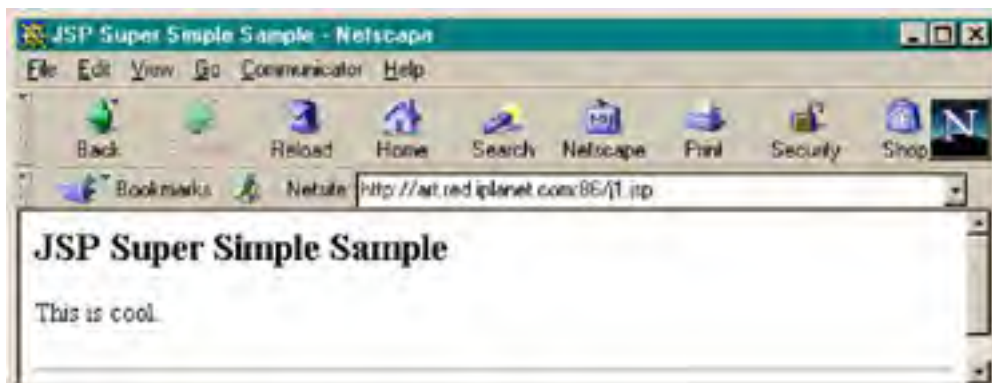 JSP Super Simple Sample - Netscape
File Edit View Go Communicator Help
Back Reload Home Search Netscape Print Security Shop N
Bookmarks Netsite http://art.red.iplanet.com:86/j1.jsp
JSP Super Simple Sample
This is cool.